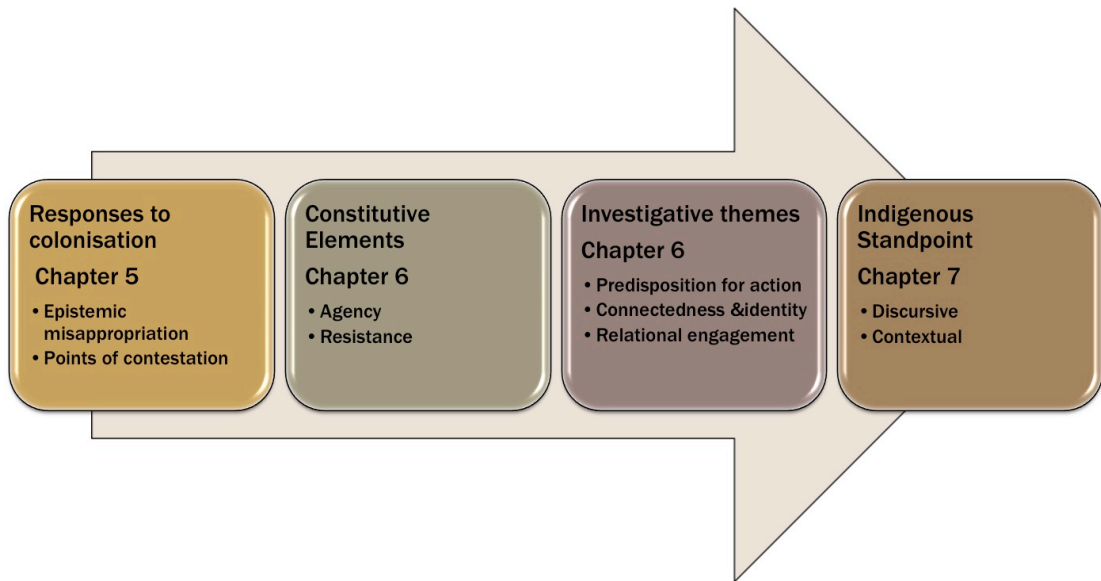 Responses to
colonisation
Chapter 5
• Epistemic
misappropriation
• Points of contestation
Constitutive
Elements
Chapter 6
• Agency
• Resistance
Investigative themes
Chapter 6
• Predisposition for action
• Connectedness &identity
• Relational engagement
Indigenous
Standpoint
Chapter 7
• Discursive
• Contextual